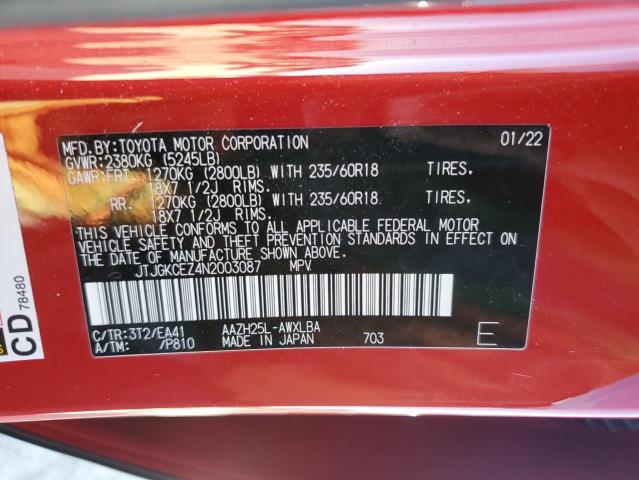 MFD.BY:TOYOTA MOTOR CORPORATION 01/22
GVWR:2380KG (5245LB)
GAWR:FRT. 1270KG (2800LB) WITH 235/60R18 TIRES.
18X7 1/2J RIMS.
RR. 1270KG (2800LB) WITH 235/60R18 TIRES.
18X7 1/2J RIMS.
THIS VEHICLE CONFORMS TO ALL APPLICABLE FEDERAL MOTOR
VEHICLE SAFETY AND THEFT PREVENTION STANDARDS IN EFFECT
ON THE DATE OF MANUFACTURE SHOWN ABOVE.
JTJGKCEZ4N2003087 MPV
C/TR:3T2/EA41 AAZH25L-AWXLBA
A/TM: /P810 MADE IN JAPAN 703 E
CD 78480